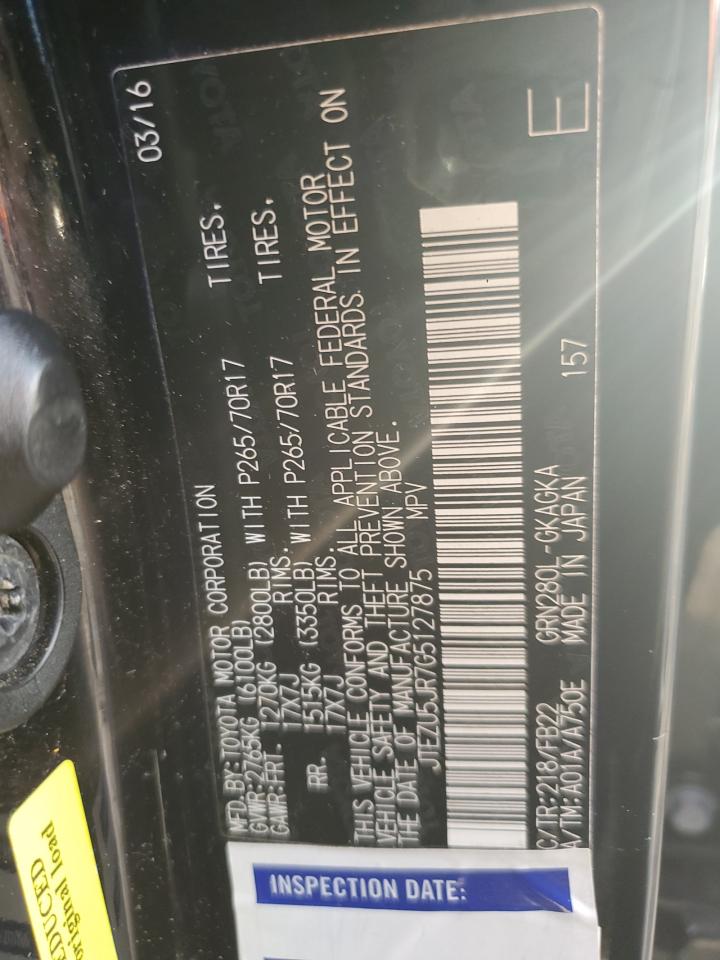 MFD.BY:TOYOTA MOTOR CORPORATION 03/16
GVWR:2765KG (6100LB)
GAWR:FRT. 1270KG (2800LB) WITH P265/70R17 TIRES.
17X7J RIMS.
RR. 1515KG (3350LB) WITH P265/70R17 TIRES.
17X7J RIMS.
THIS VEHICLE CONFORMS TO ALL APPLICABLE FEDERAL MOTOR
VEHICLE SAFETY AND THEFT PREVENTION STANDARDS IN EFFECT ON
THE DATE OF MANUFACTURE SHOWN ABOVE.
JTEZU5JR7G5127875 MPV
C/TR:218/FB22 GRN280L-GKAGKA
A/TM:A01A/A750E MADE IN JAPAN 157
E
INSPECTION DATE:
EDUCED
original load